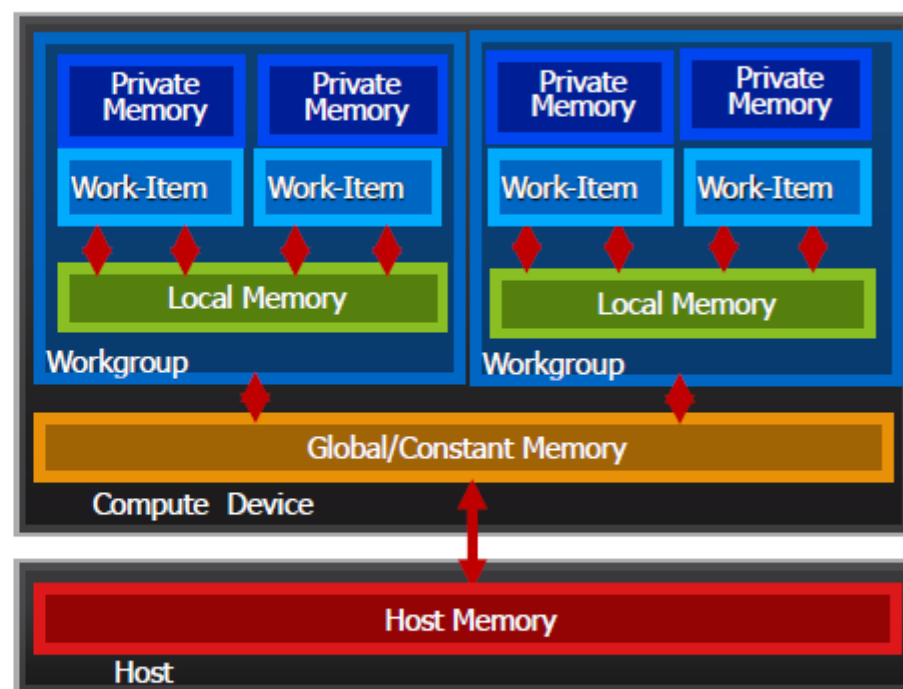 Private
Memory
Private
Memory
Private
Memory
Private
Memory
Work-Item
Work-Item
Work-Item
Work-Item
Local Memory
Local Memory
Workgroup
Workgroup
Global/Constant Memory
Compute Device
Host Memory
Host